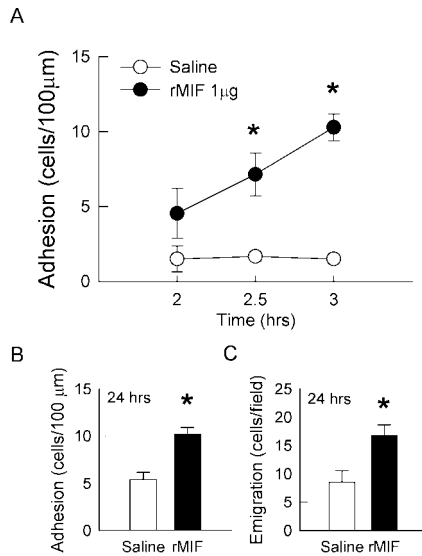 A
Adhesion (cells/100μm)
15
10
5
0
Saline
rMIF 1μg
*
*
2
2.5
3
Time (hrs)
B
Adhesion (cells/100 μm)
15
10
5
0
24 hrs
*
Saline rMIF
C
Emigration (cells/field)
25
20
15
10
5
0
24 hrs
*
Saline rMIF